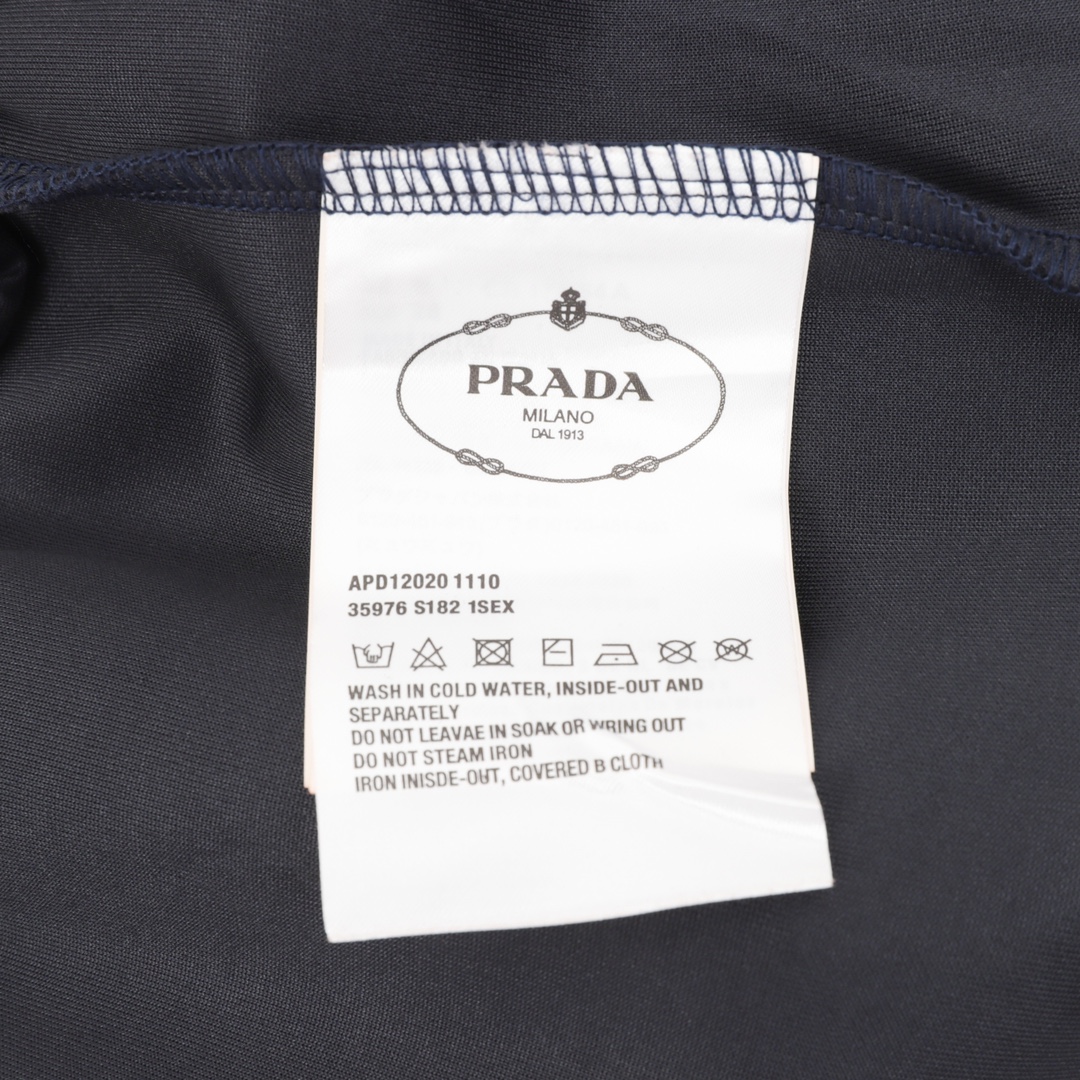 PRADA
MILANO
DAL 1913
APD12020 1110
35976 S182 1SEX
WASH IN COLD WATER, INSIDE-OUT AND
SEPARATELY
DO NOT LEAVAE IN SOAK OR WRING OUT
DO NOT STEAM IRON
IRON INISDE-OUT, COVERED B CLOTH